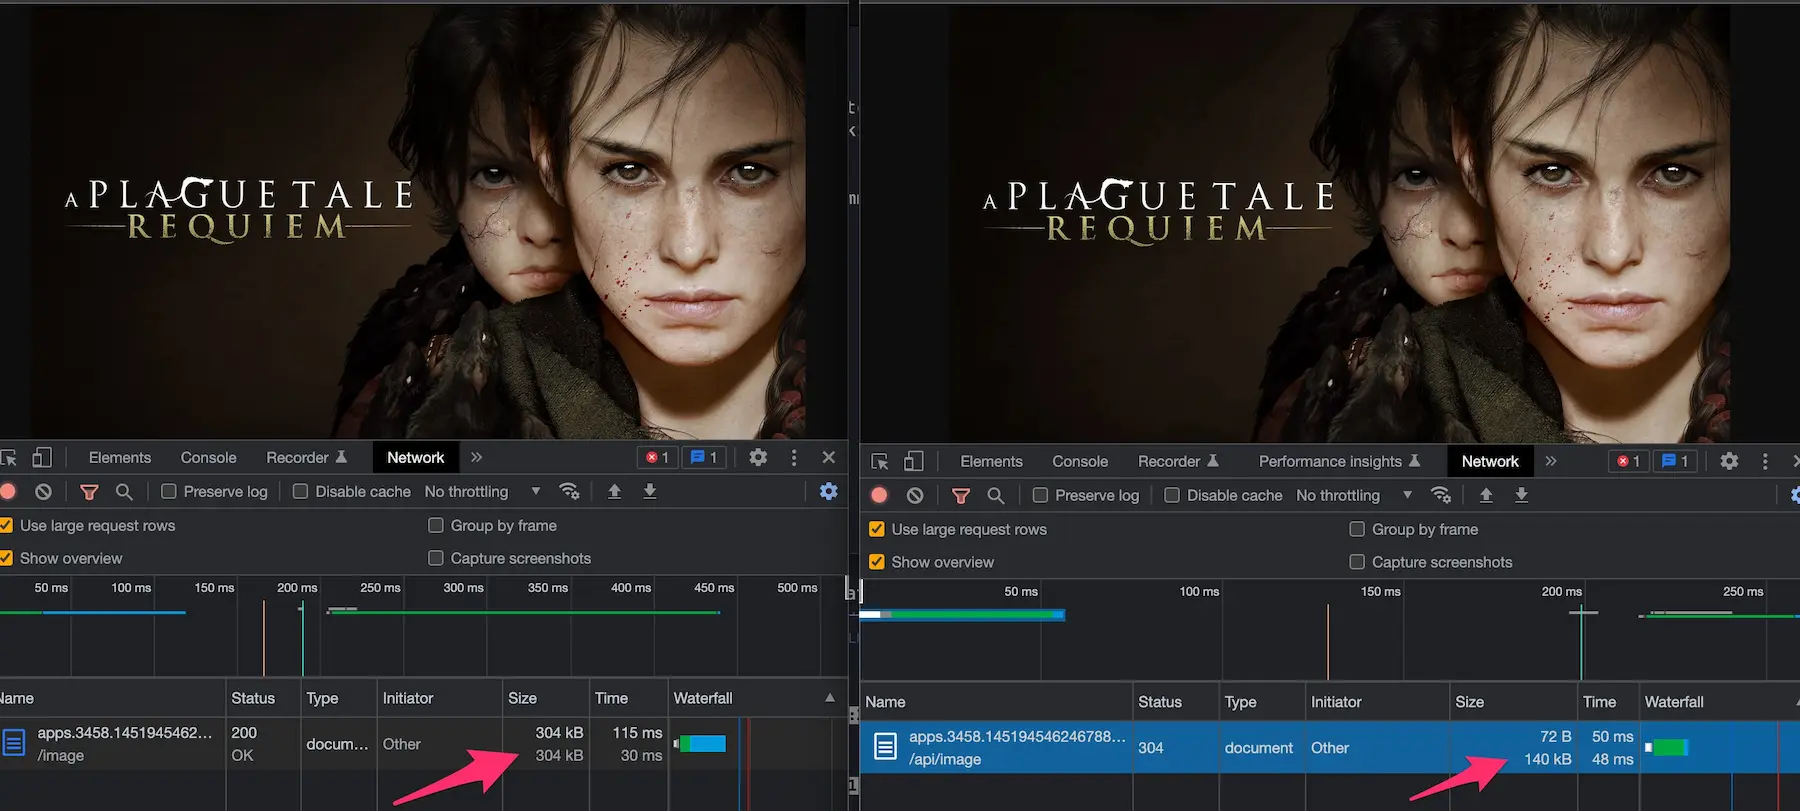 A PLAGUE TALE
REQUIEM
Elements Console Recorder Network » 1 1
Preserve log Disable cache No throttling
Use large request rows Group by frame
Show overview Capture screenshots
50 ms 100 ms 150 ms 200 ms 250 ms 300 ms 350 ms 400 ms 450 ms 500 ms
Name Status Type Initiator Size Time Waterfall
apps.3458.1451945462... 200 docum... Other 304 kB 115 ms
/image OK 304 kB 30 ms
A PLAGUE TALE
REQUIEM
Elements Console Recorder Performance insights Network » 1 1
Preserve log Disable cache No throttling
Use large request rows Group by frame
Show overview Capture screenshots
50 ms 100 ms 150 ms 200 ms 250 ms
Name Status Type Initiator Size Time Waterfall
apps.3458.145194546246788... 304 document Other 72 B 50 ms
/api/image 140 kB 48 ms